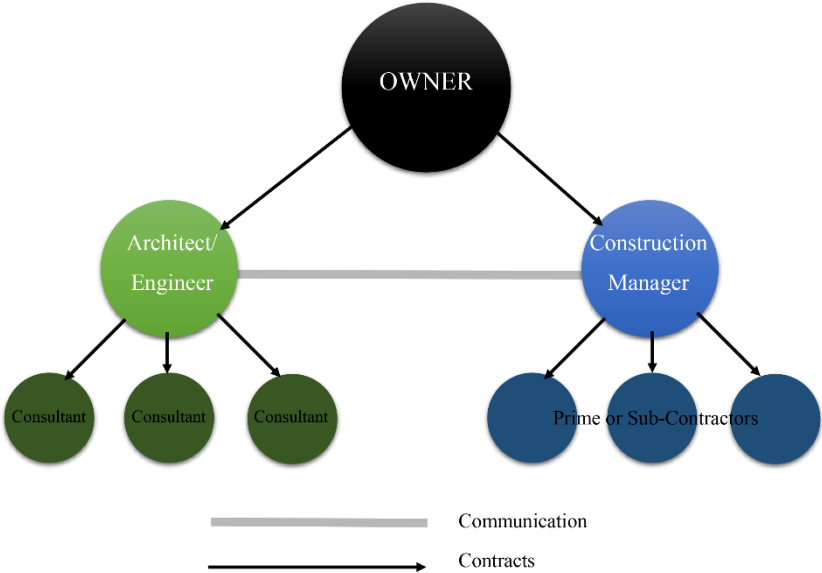 OWNER
Architect/
Engineer
Construction
Manager
Consultant
Consultant
Consultant
Prime or Sub-Contractors
Communication
Contracts